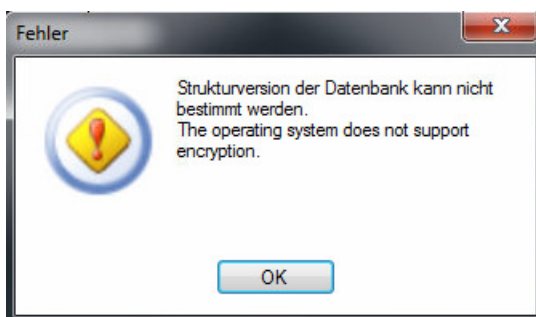 Fehler
Strukturversion der Datenbank kann nicht
bestimmt werden.
The operating system does not support
encryption.
OK